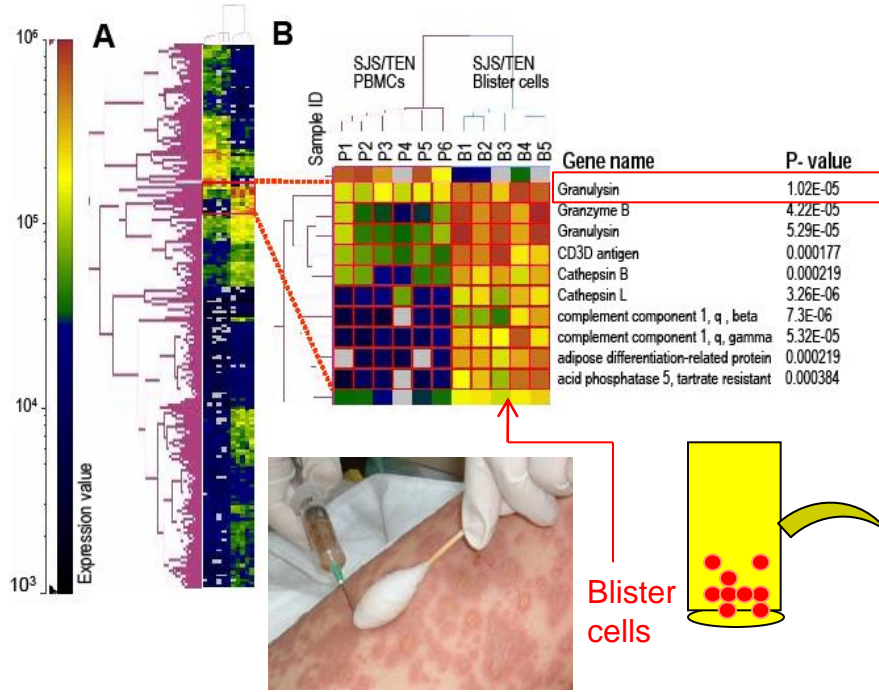 10⁶
10⁵
10⁴
10³
Expression value
A
B
SJS/TEN
PBMCs
SJS/TEN
Blister cells
Sample ID
P1 P2 P3 P4 P5 P6 B1 B2 B3 B4 B5
Gene name P- value
Granulysin 1.02E-05
Granzyme B 4.22E-05
Granulysin 5.29E-05
CD3D antigen 0.000177
Cathepsin B 0.000219
Cathepsin L 3.26E-06
complement component 1, q , beta 7.3E-06
complement component 1, q, gamma 5.32E-05
adipose differentiation-related protein 0.000219
acid phosphatase 5, tartrate resistant 0.000384
Blister
cells